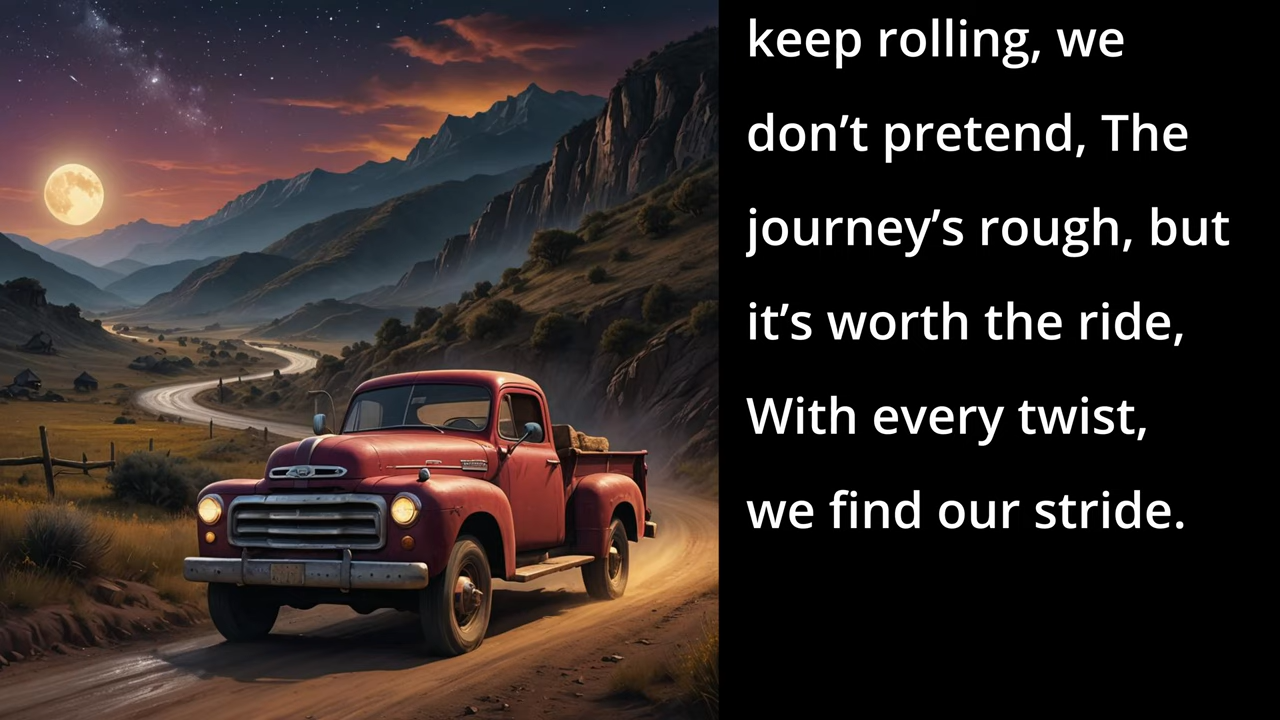 keep rolling, we
don’t pretend, The
journey’s rough, but
it’s worth the ride,
With every twist,
we find our stride.